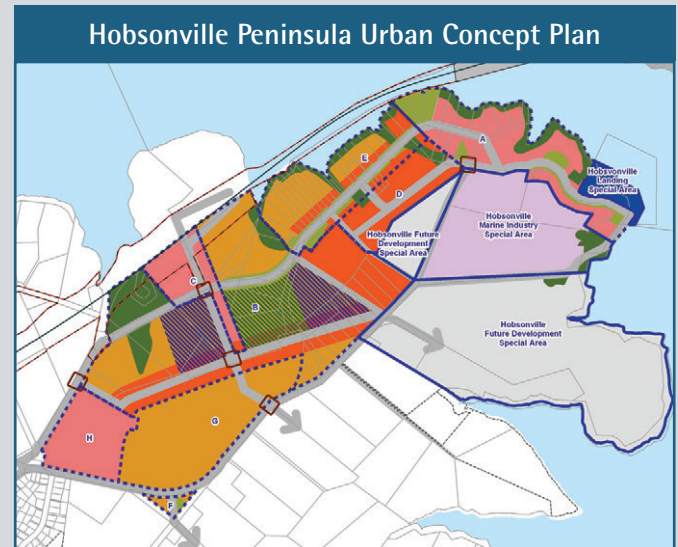 Hobsonville Peninsula Urban Concept Plan
A
E
Hobsvonville
Landing
Special Area
D
Hobsonville
Marine Industry
Special Area
Hobsonville Future
Development
Special Area
C
B
Hobsonville
Future Development
Special Area
G
H
F